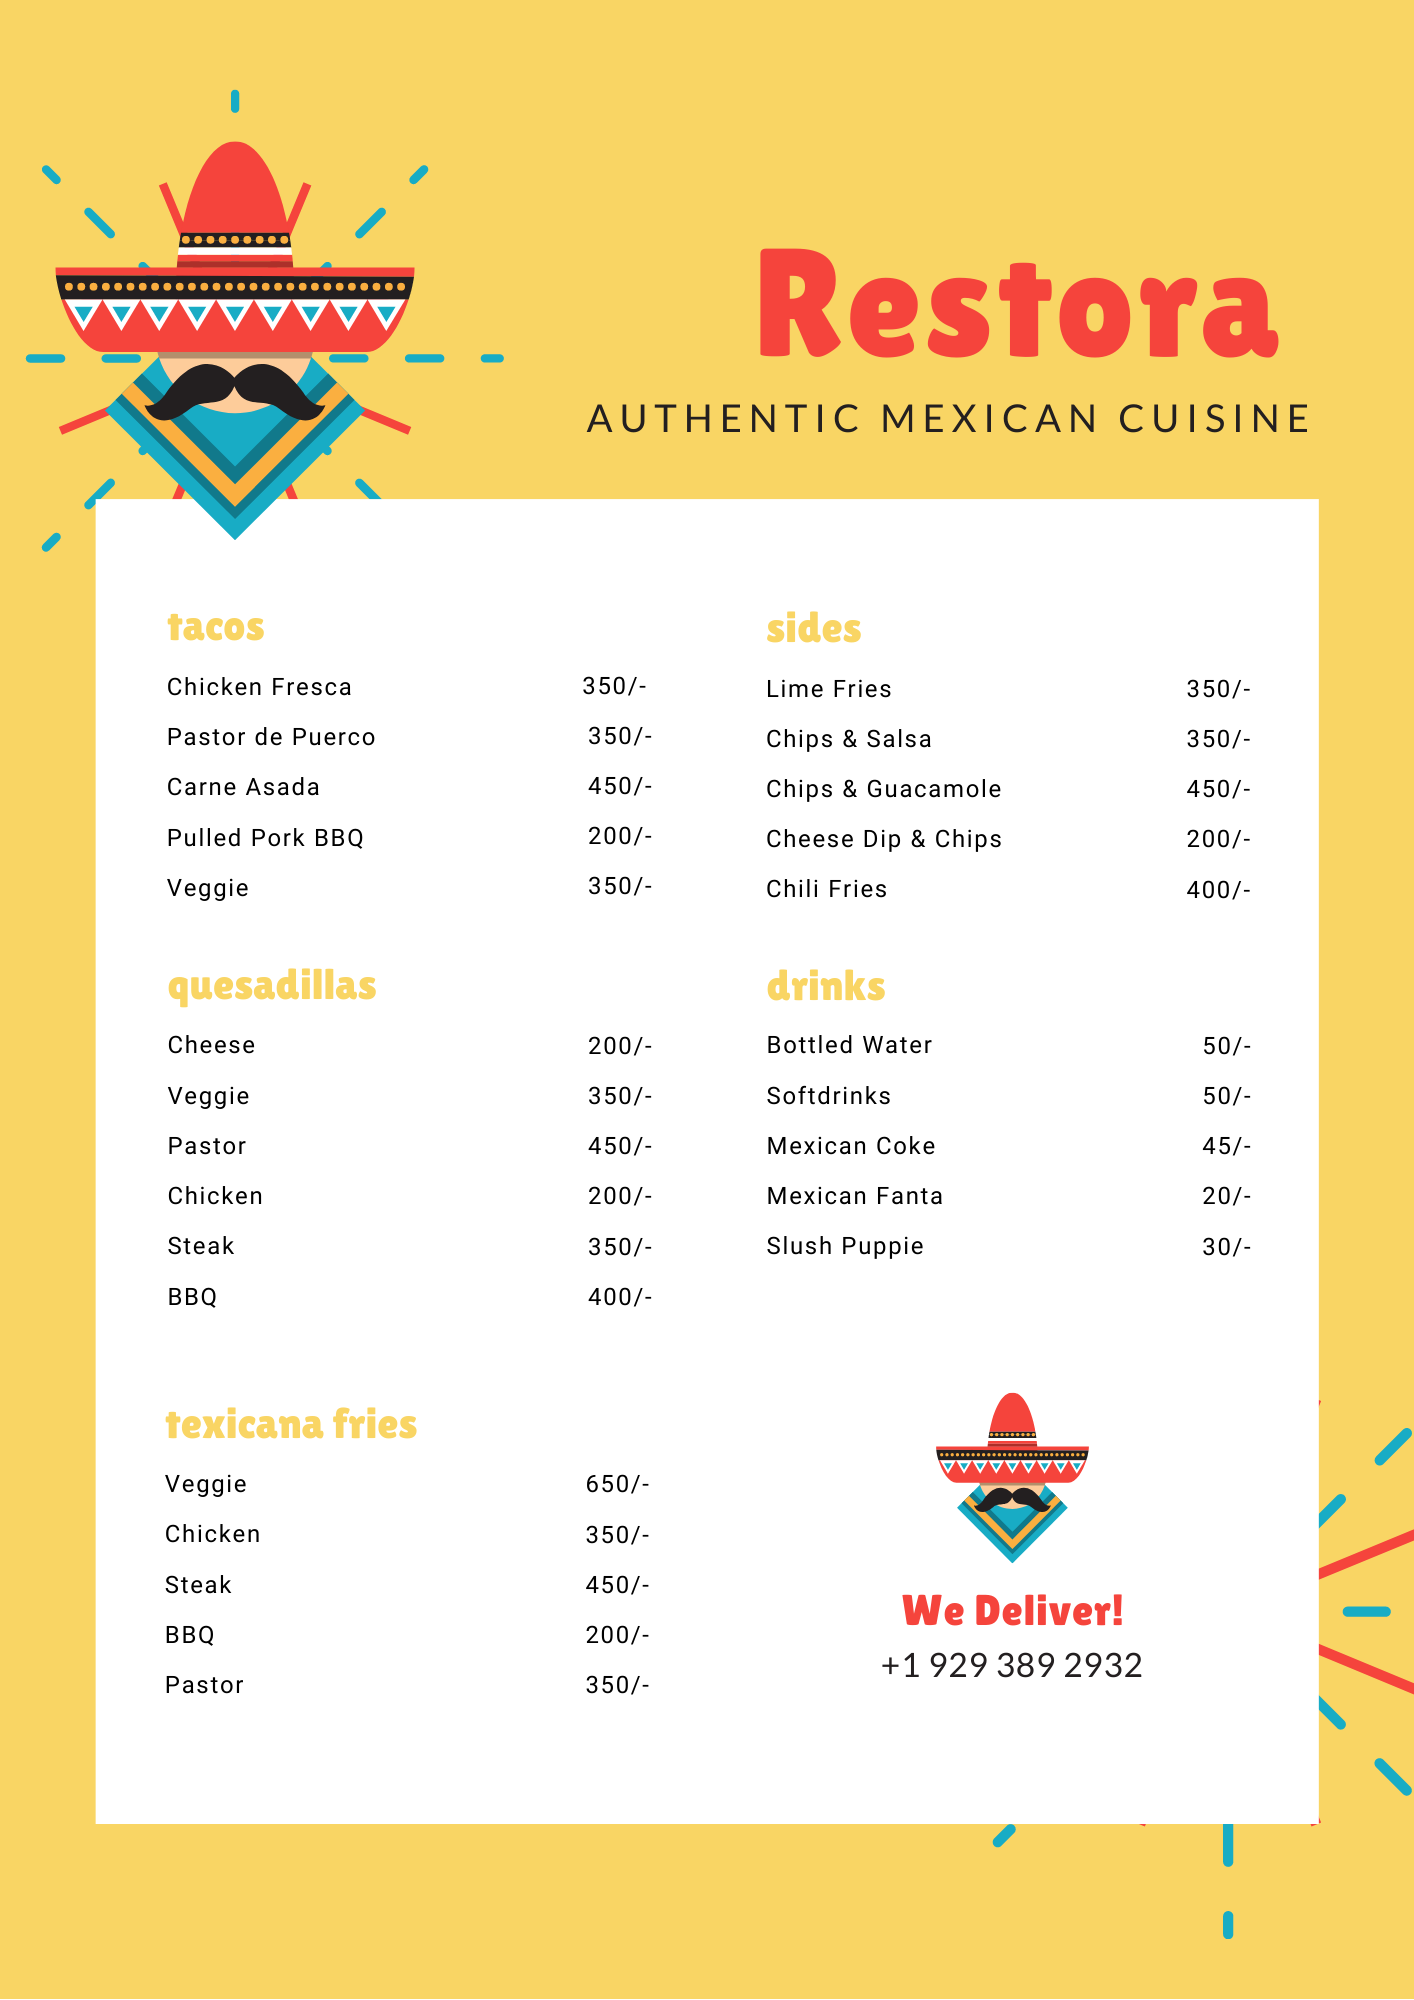 Restora
AUTHENTIC MEXICAN CUISINE
tacos
Chicken Fresca 350/-
Pastor de Puerco 350/-
Carne Asada 450/-
Pulled Pork BBQ 200/-
Veggie 350/-
quesadillas
Cheese 200/-
Veggie 350/-
Pastor 450/-
Chicken 200/-
Steak 350/-
BBQ 400/-
texicana fries
Veggie 650/-
Chicken 350/-
Steak 450/-
BBQ 200/-
Pastor 350/-
sides
Lime Fries 350/-
Chips & Salsa 350/-
Chips & Guacamole 450/-
Cheese Dip & Chips 200/-
Chili Fries 400/-
drinks
Bottled Water 50/-
Softdrinks 50/-
Mexican Coke 45/-
Mexican Fanta 20/-
Slush Puppie 30/-
We Deliver!
+1 929 389 2932